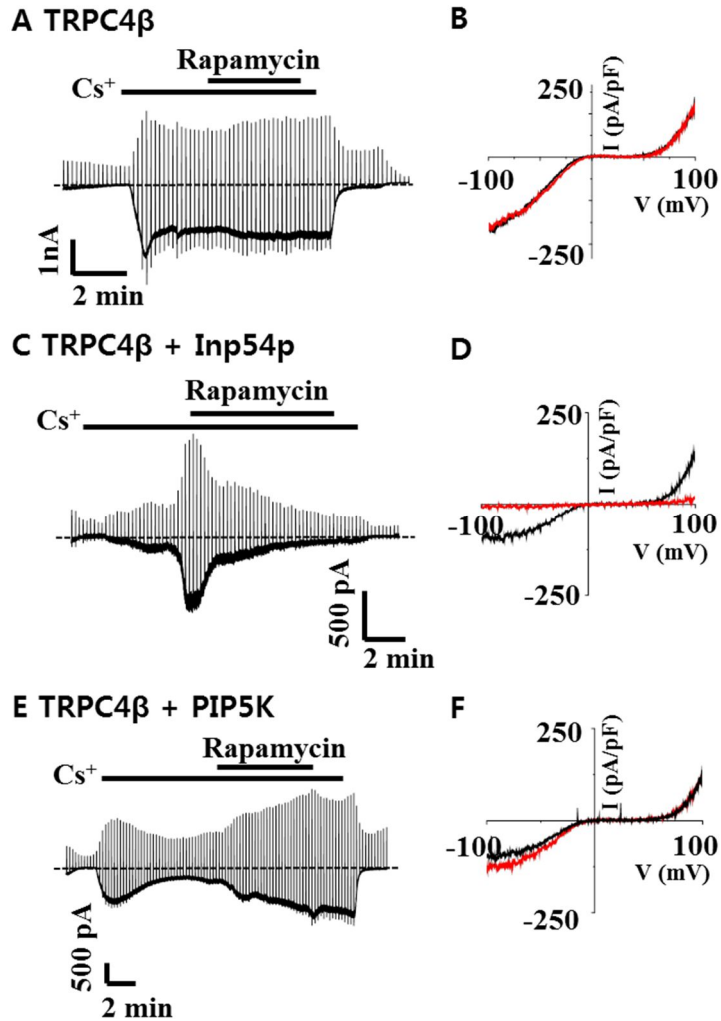 A TRPC4β
Rapamycin
Cs+
1nA
2 min
B
250
I (pA/pF)
-100
100
V (mV)
-250
C TRPC4β + Inp54p
Rapamycin
Cs+
500 pA
2 min
D
250
I (pA/pF)
-100
100
V (mV)
-250
E TRPC4β + PIP5K
Rapamycin
Cs+
500 pA
2 min
F
250
I (pA/pF)
-100
100
V (mV)
-250